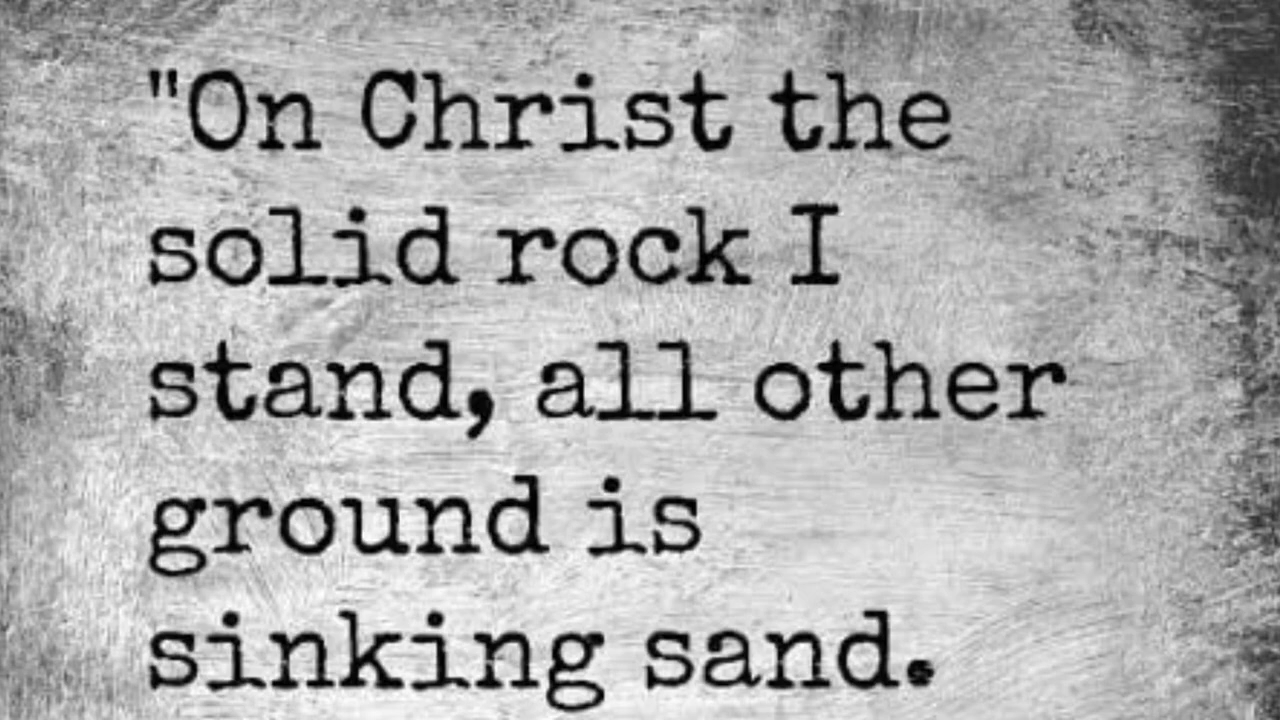 "On Christ the
solid rock I
stand, all other
ground is
sinking sand.